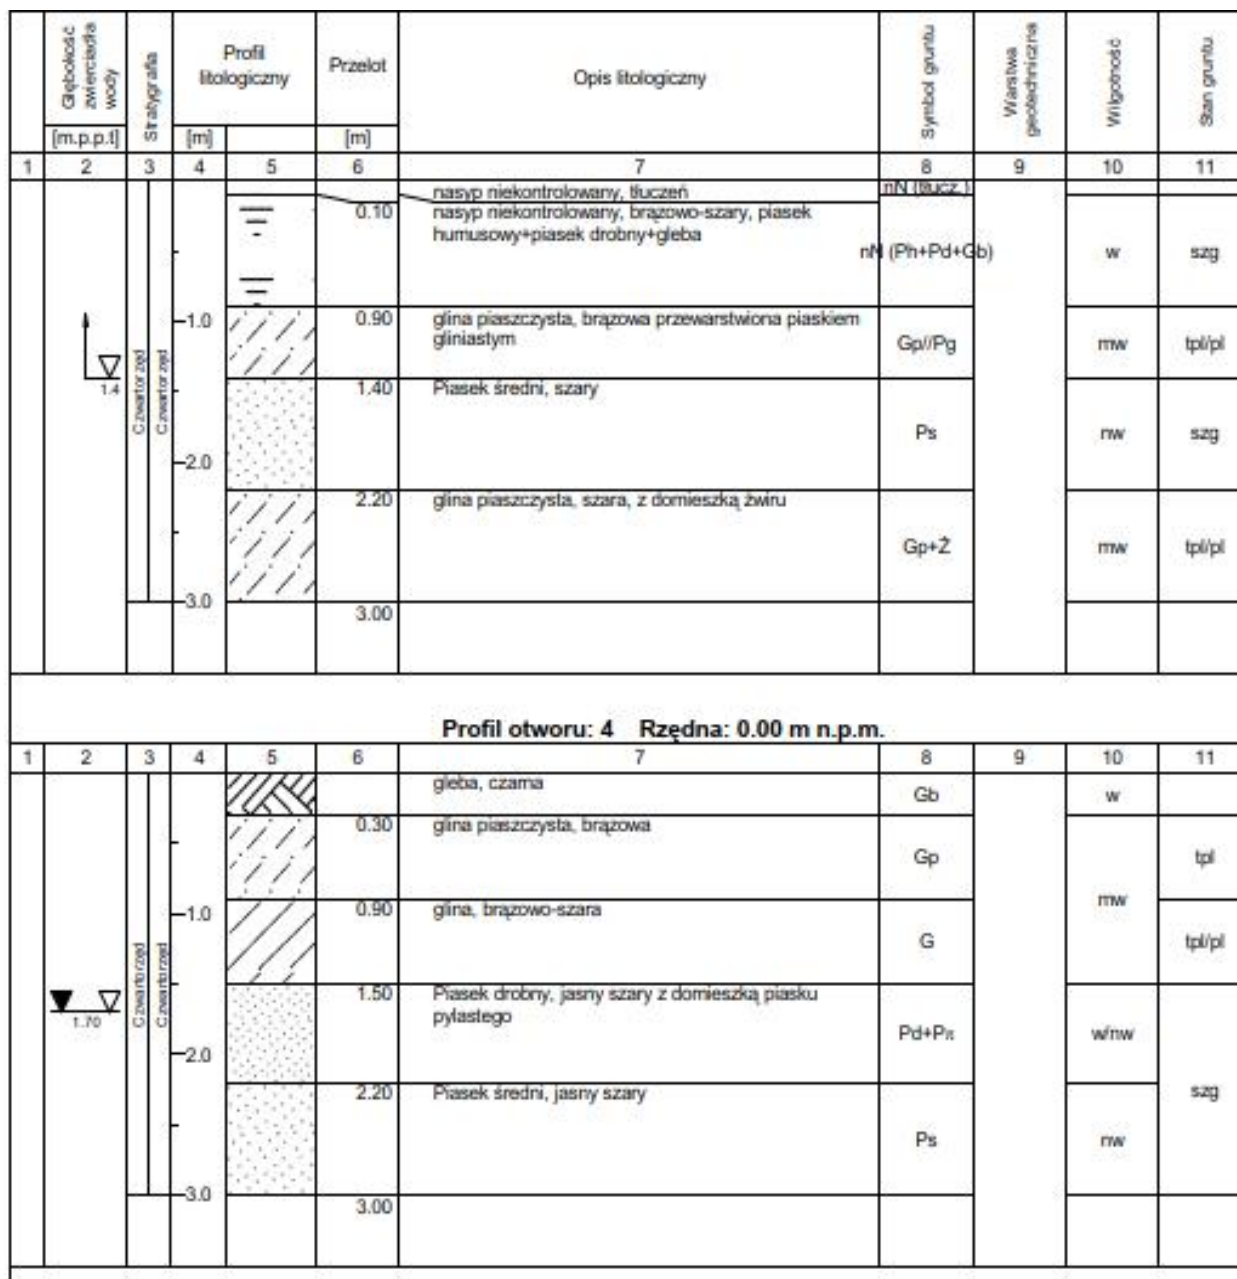 Głębokość zwierciadła wody
Stratygrafia
Profil litologiczny
Przelot
Opis litologiczny
Symbol gruntu
Warstwa geotechniczna
Wilgotność
Stan gruntu
[m.p.p.t]
[m]
[m]
1 2 3 4 5 6 7 8 9 10 11
nasyp niekontrolowany, tłuczeń
nN (tłucz.)
0.10
nasyp niekontrolowany, brązowo-szary, piasek
humusowy+piasek drobny+gleba
nN (Ph+Pd+Gb)
w
szg
1.0
0.90
glina piaszczysta, brązowa przewarstwiona piaskiem
gliniastym
Gp//Pg
mw
tpl/pl
1.4
Czwartorzęd
Czwartorzęd
1.40
Piasek średni, szary
Ps
nw
szg
2.0
2.20
glina piaszczysta, szara, z domieszką żwiru
Gp+Ż
mw
tpl/pl
3.0
3.00
Profil otworu: 4 Rzędna: 0.00 m n.p.m.
1 2 3 4 5 6 7 8 9 10 11
gleba, czarna
Gb
w
0.30
glina piaszczysta, brązowa
Gp
mw
tpl
1.0
0.90
glina, brązowo-szara
G
tpl/pl
1.70
Czwartorzęd
Czwartorzęd
1.50
Piasek drobny, jasny szary z domieszką piasku
pylastego
Pd+Pπ
w/nw
szg
2.0
2.20
Piasek średni, jasny szary
Ps
nw
3.0
3.00